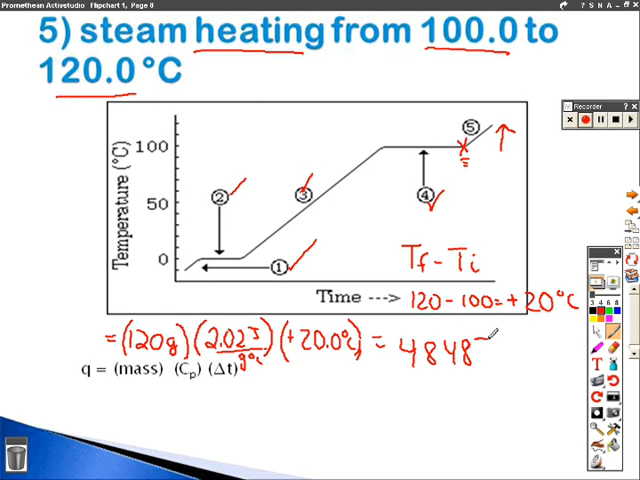 Promethean Activstudio Flipchart 1, Page 8
? S N A
5) steam heating from 100.0 to
120.0 °C
Recorder
Temperature (°C)
100
50
0
①
②
③
④
⑤
Time --->
Tf - Ti
120 - 100 = + 20°C
= (120g) (2.02 J / g°C) (+20.0°C) = 4848
q = (mass) (Cp) (Δt)